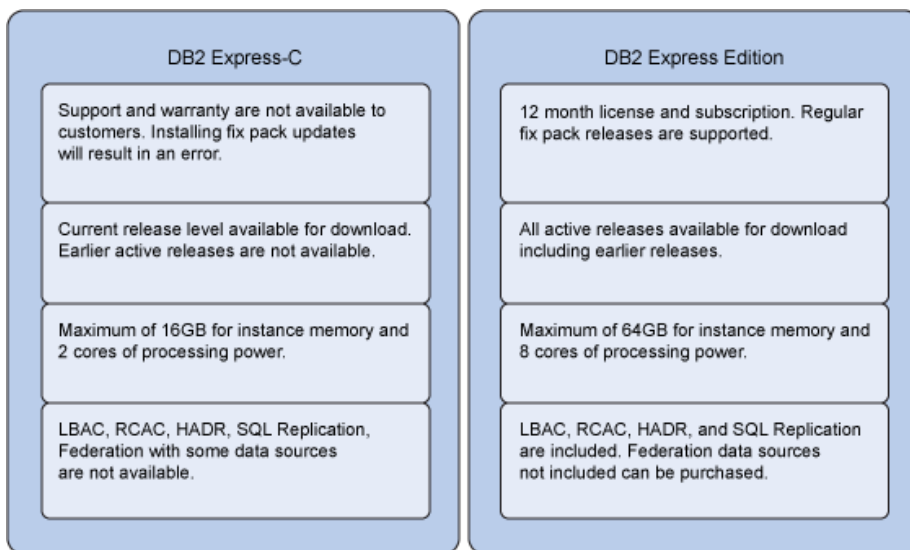 DB2 Express-C
Support and warranty are not available to
customers. Installing fix pack updates
will result in an error.
Current release level available for download.
Earlier active releases are not available.
Maximum of 16GB for instance memory and
2 cores of processing power.
LBAC, RCAC, HADR, SQL Replication,
Federation with some data sources
are not available.
DB2 Express Edition
12 month license and subscription. Regular
fix pack releases are supported.
All active releases available for download
including earlier releases.
Maximum of 64GB for instance memory and
8 cores of processing power.
LBAC, RCAC, HADR, and SQL Replication
are included. Federation data sources
not included can be purchased.